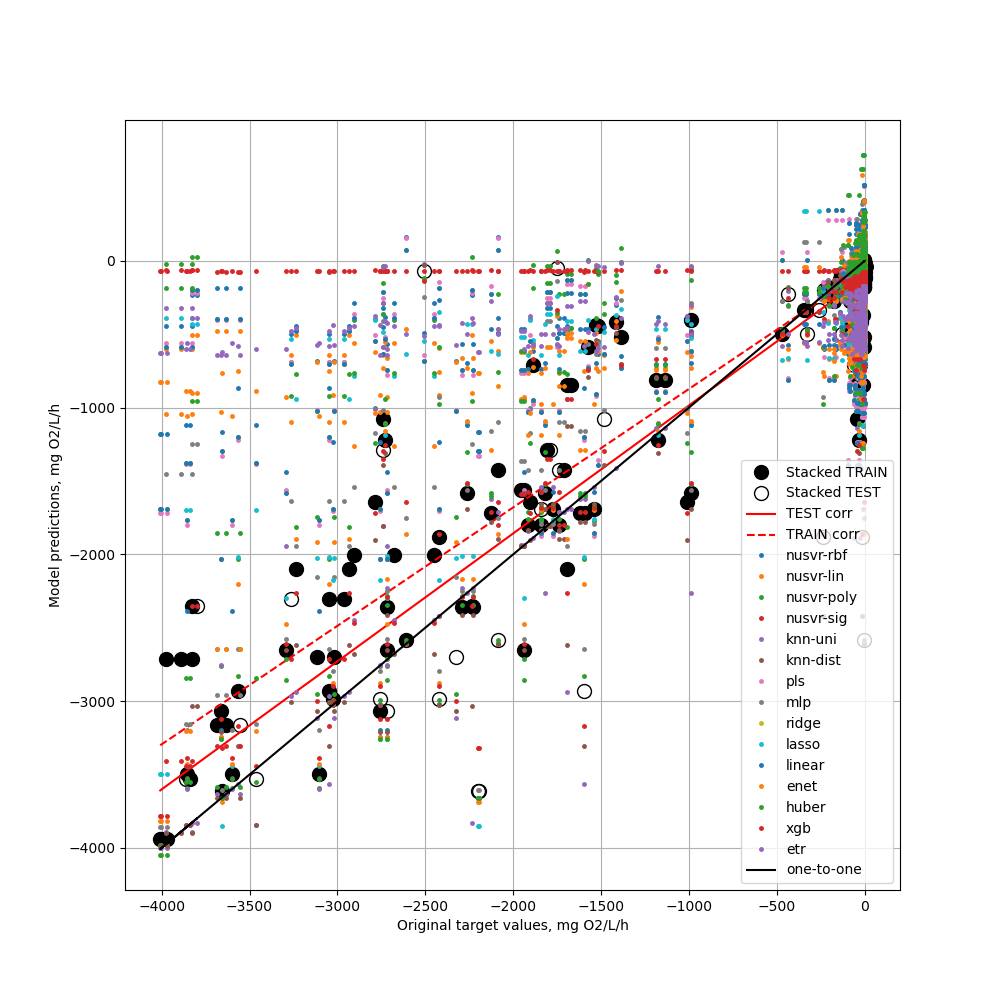 Model predictions, mg O2/L/h
0
−1000
−2000
−3000
−4000
−4000 −3500 −3000 −2500 −2000 −1500 −1000 −500 0
Original target values, mg O2/L/h
Stacked TRAIN
Stacked TEST
TEST corr
TRAIN corr
nusvr-rbf
nusvr-lin
nusvr-poly
nusvr-sig
knn-uni
knn-dist
pls
mlp
ridge
lasso
linear
enet
huber
xgb
etr
one-to-one